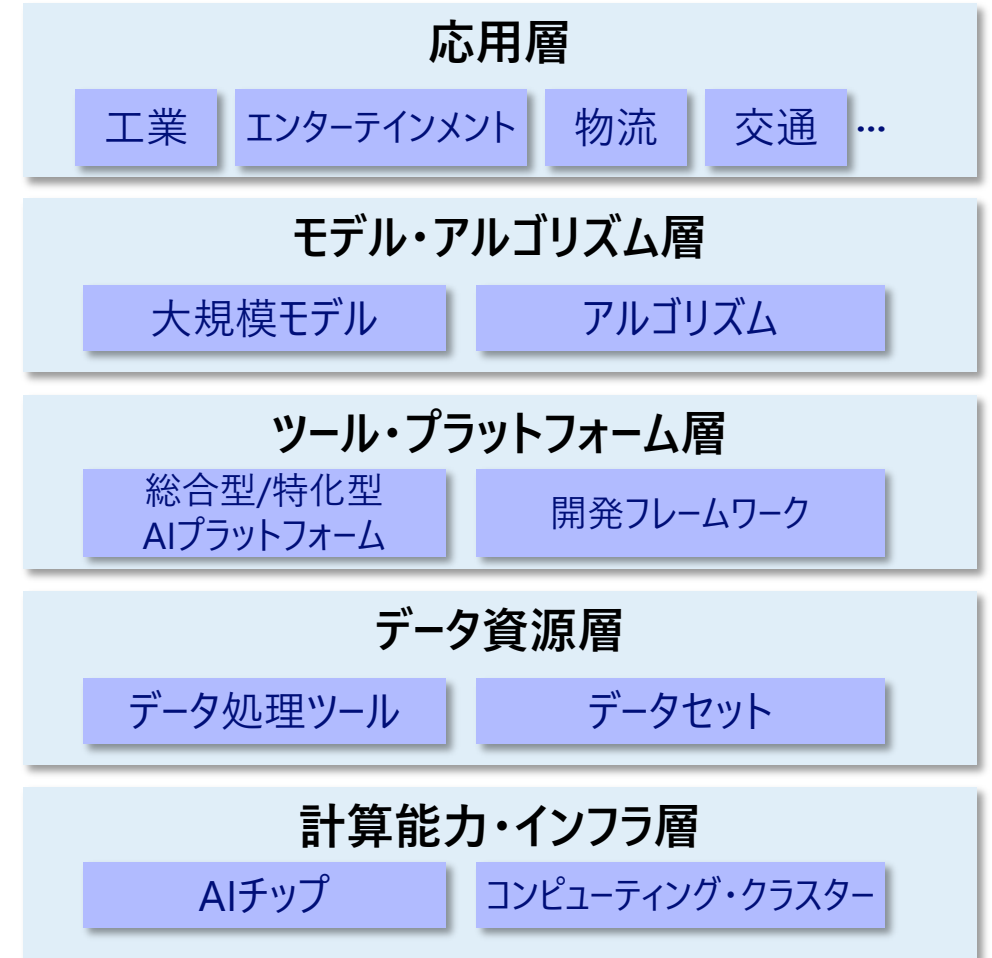 応用層
工業 エンターテインメント 物流 交通 …
モデル・アルゴリズム層
大規模モデル アルゴリズム
ツール・プラットフォーム層
総合型/特化型
AIプラットフォーム
開発フレームワーク
データ資源層
データ処理ツール データセット
計算能力・インフラ層
AIチップ コンピューティング・クラスター